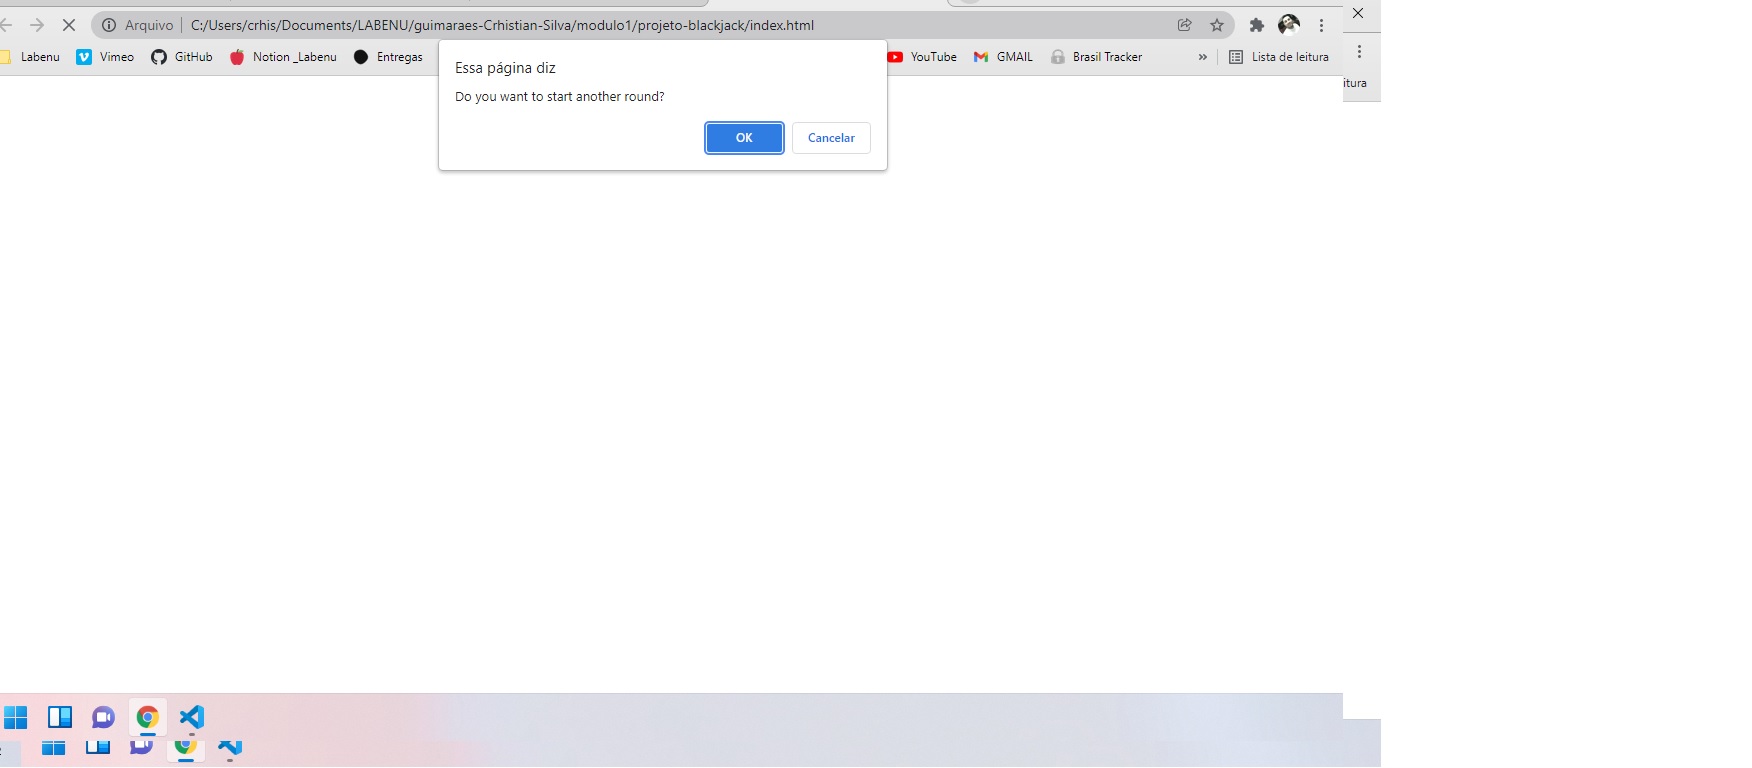 Arquivo C:/Users/crhis/Documents/LABENU/guimaraes-Crhistian-Silva/modulo1/projeto-blackjack/index.html
Labenu Vimeo GitHub Notion _Labenu Entregas YouTube GMAIL Brasil Tracker » Lista de leitura
itura
Essa página diz
Do you want to start another round?
OK Cancelar